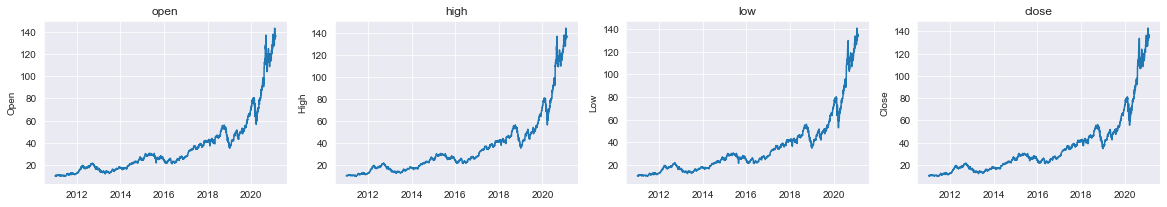 open high low close
Open 140 120 100 80 60 40 20
High 140 120 100 80 60 40 20
Low 140 120 100 80 60 40 20
Close 140 120 100 80 60 40 20
2012 2014 2016 2018 2020 2012 2014 2016 2018 2020 2012 2014 2016 2018 2020 2012 2014 2016 2018 2020